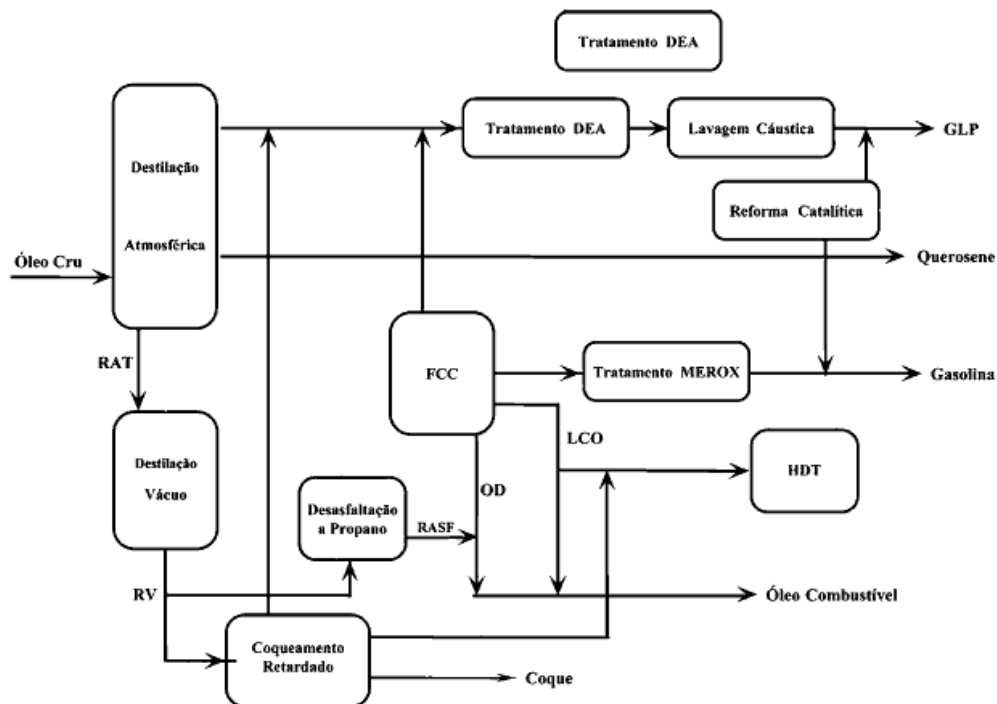 Tratamento DEA
Destilação
Atmosférica
Tratamento DEA
Lavagem Cáustica
GLP
Reforma Catalítica
Óleo Cru
Querosene
RAT
FCC
Tratamento MEROX
Gasolina
LCO
Destilação
Vácuo
HDT
OD
Desasfaltação
a Propano
RASF
RV
Óleo Combustível
Coqueamento
Retardado
Coque